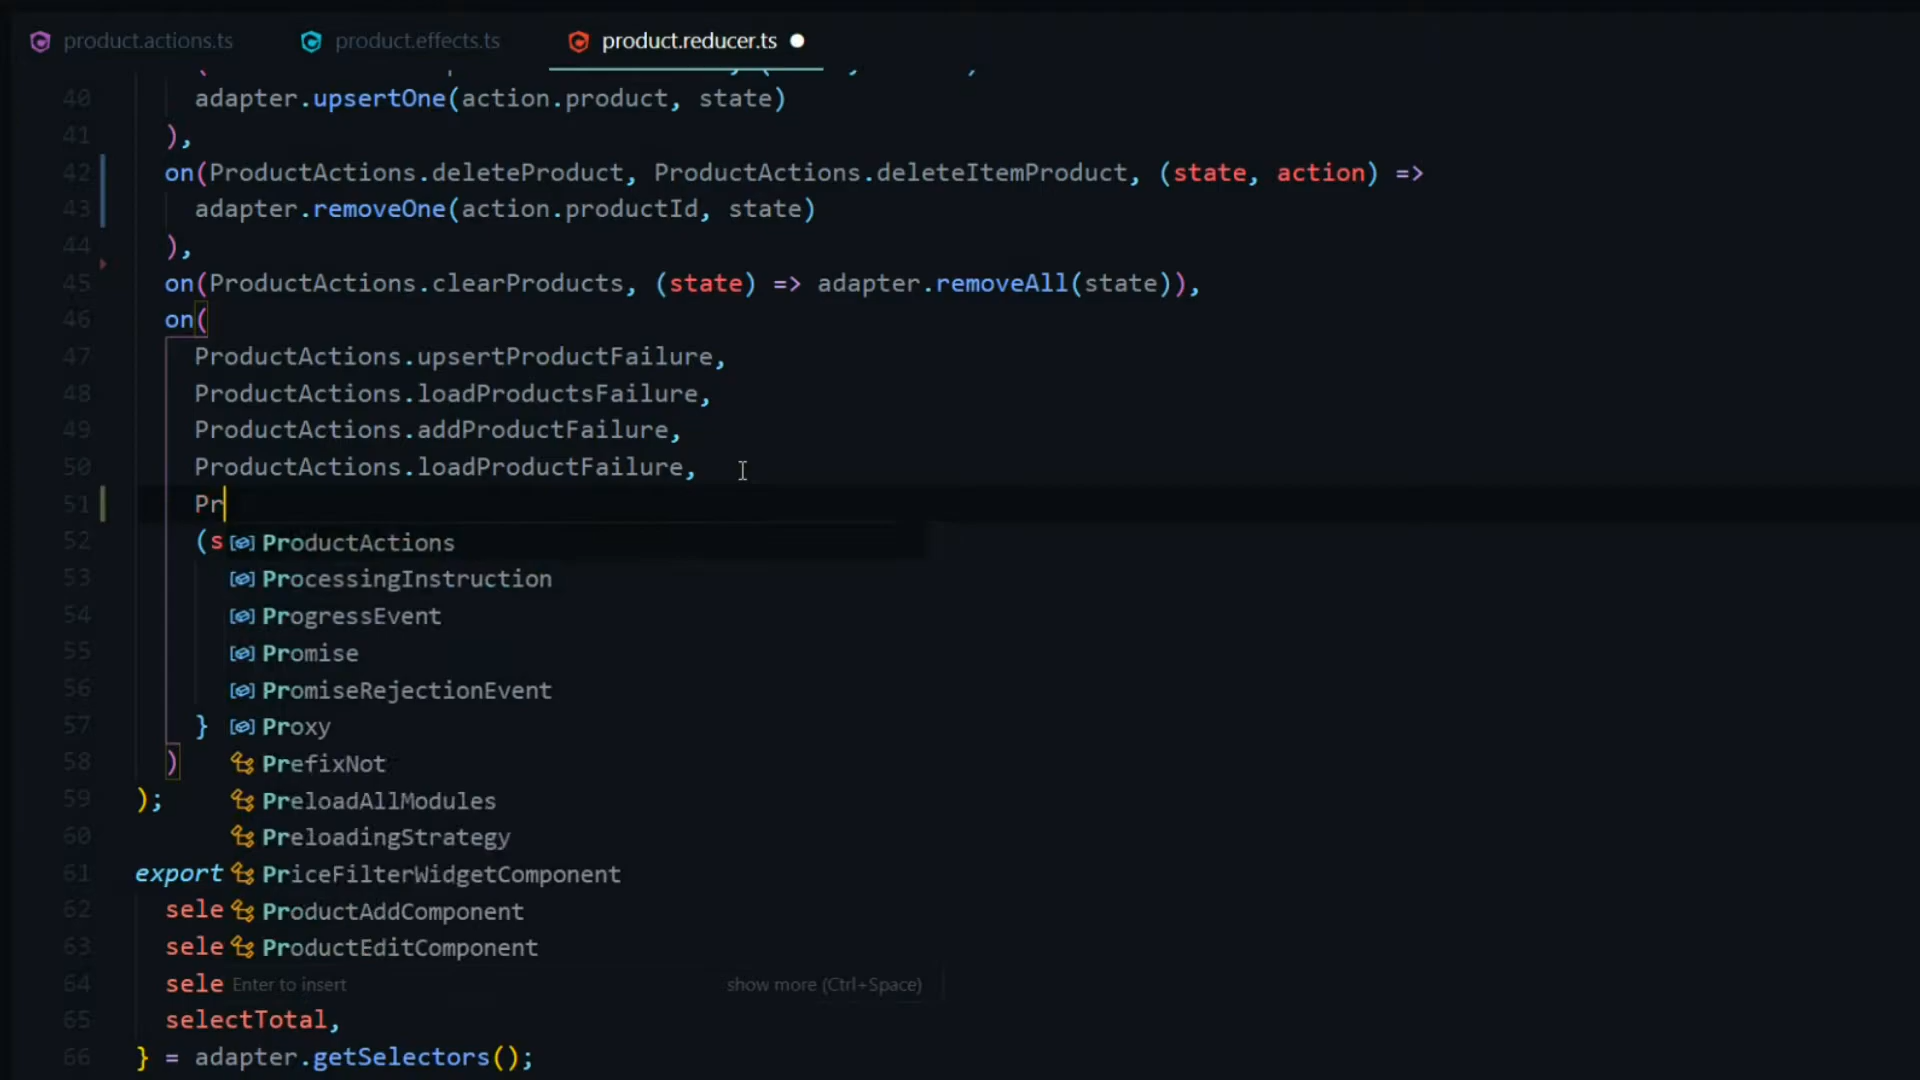 product.actions.ts product.effects.ts product.reducer.ts
40 adapter.upsertOne(action.product, state)
41 ),
42 on(ProductActions.deleteProduct, ProductActions.deleteItemProduct, (state, action) =>
43 adapter.removeOne(action.productId, state)
44 ),
45 on(ProductActions.clearProducts, (state) => adapter.removeAll(state)),
46 on(
47 ProductActions.upsertProductFailure,
48 ProductActions.loadProductsFailure,
49 ProductActions.addProductFailure,
50 ProductActions.loadProductFailure,
51 Pr
52 (s ProductActions
53 ProcessingInstruction
54 ProgressEvent
55 Promise
56 PromiseRejectionEvent
57 } Proxy
58 ) PrefixNot
59 ); PreloadAllModules
60 PreloadingStrategy
61 export PriceFilterWidgetComponent
62 sele ProductAddComponent
63 sele ProductEditComponent
64 sele Enter to insert show more (Ctrl+Space)
65 selectTotal,
66 } = adapter.getSelectors();